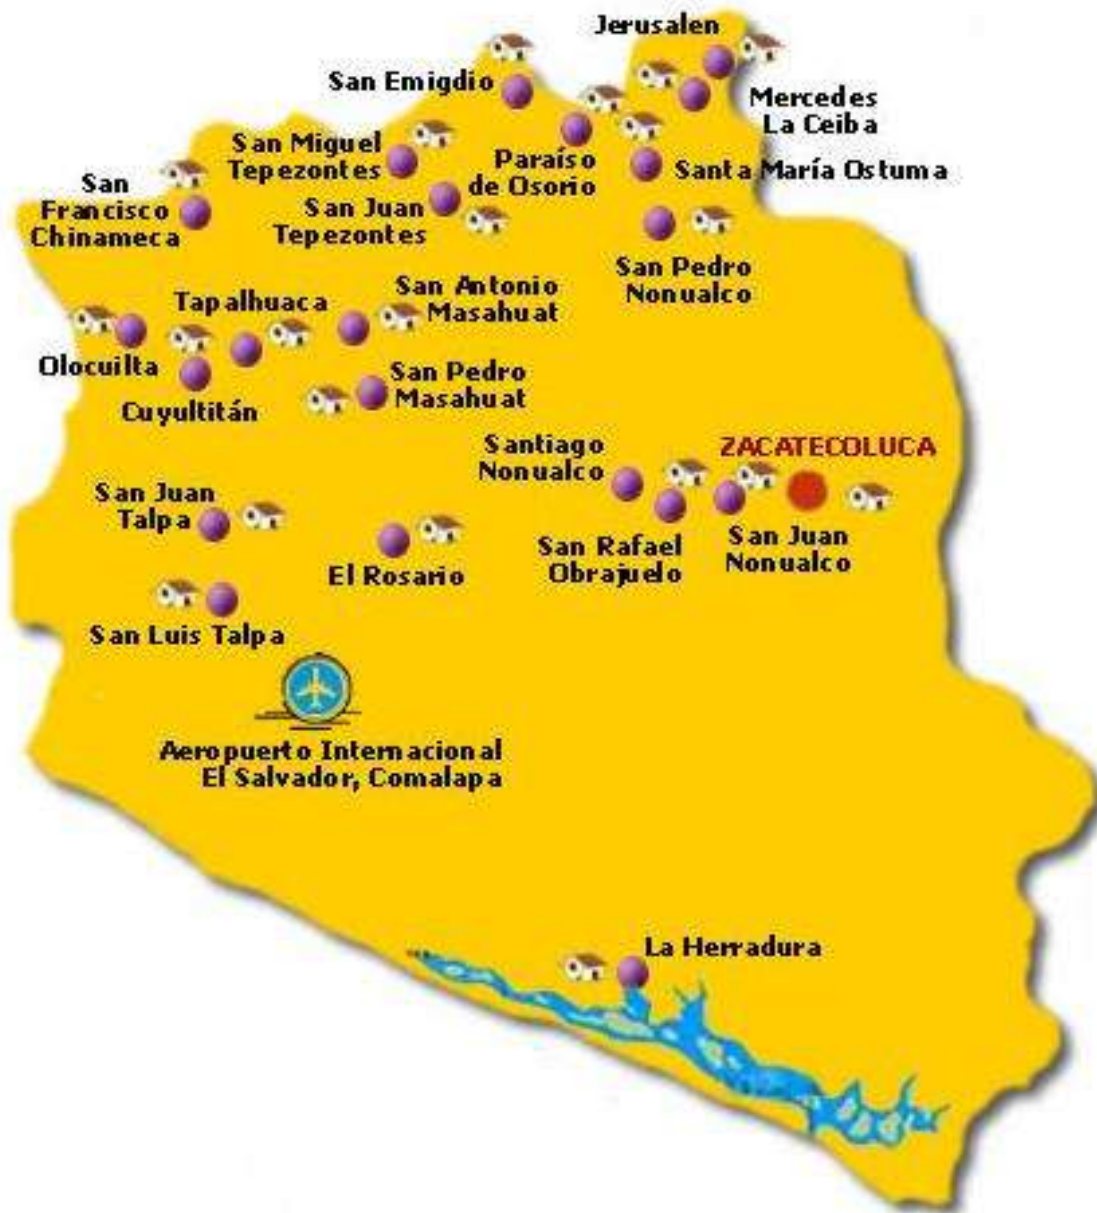 Jerusalen
San Emigdio
Mercedes
La Ceiba
San Miguel
Tepezontes
Paraíso
de Osorio
Santa María Ostuma
San
Francisco
Chinameca
San Juan
Tepezontes
San Pedro
Nonualco
Tapalhuaca
San Antonio
Masahuat
Olocuilta
Cuyultitán
San Pedro
Masahuat
Santiago
Nonualco
ZACATECOLUCA
San Juan
Talpa
El Rosario
San Rafael
Obrajuelo
San Juan
Nonualco
San Luis Talpa
Aeropuerto Internacional
El Salvador, Comalapa
La Herradura